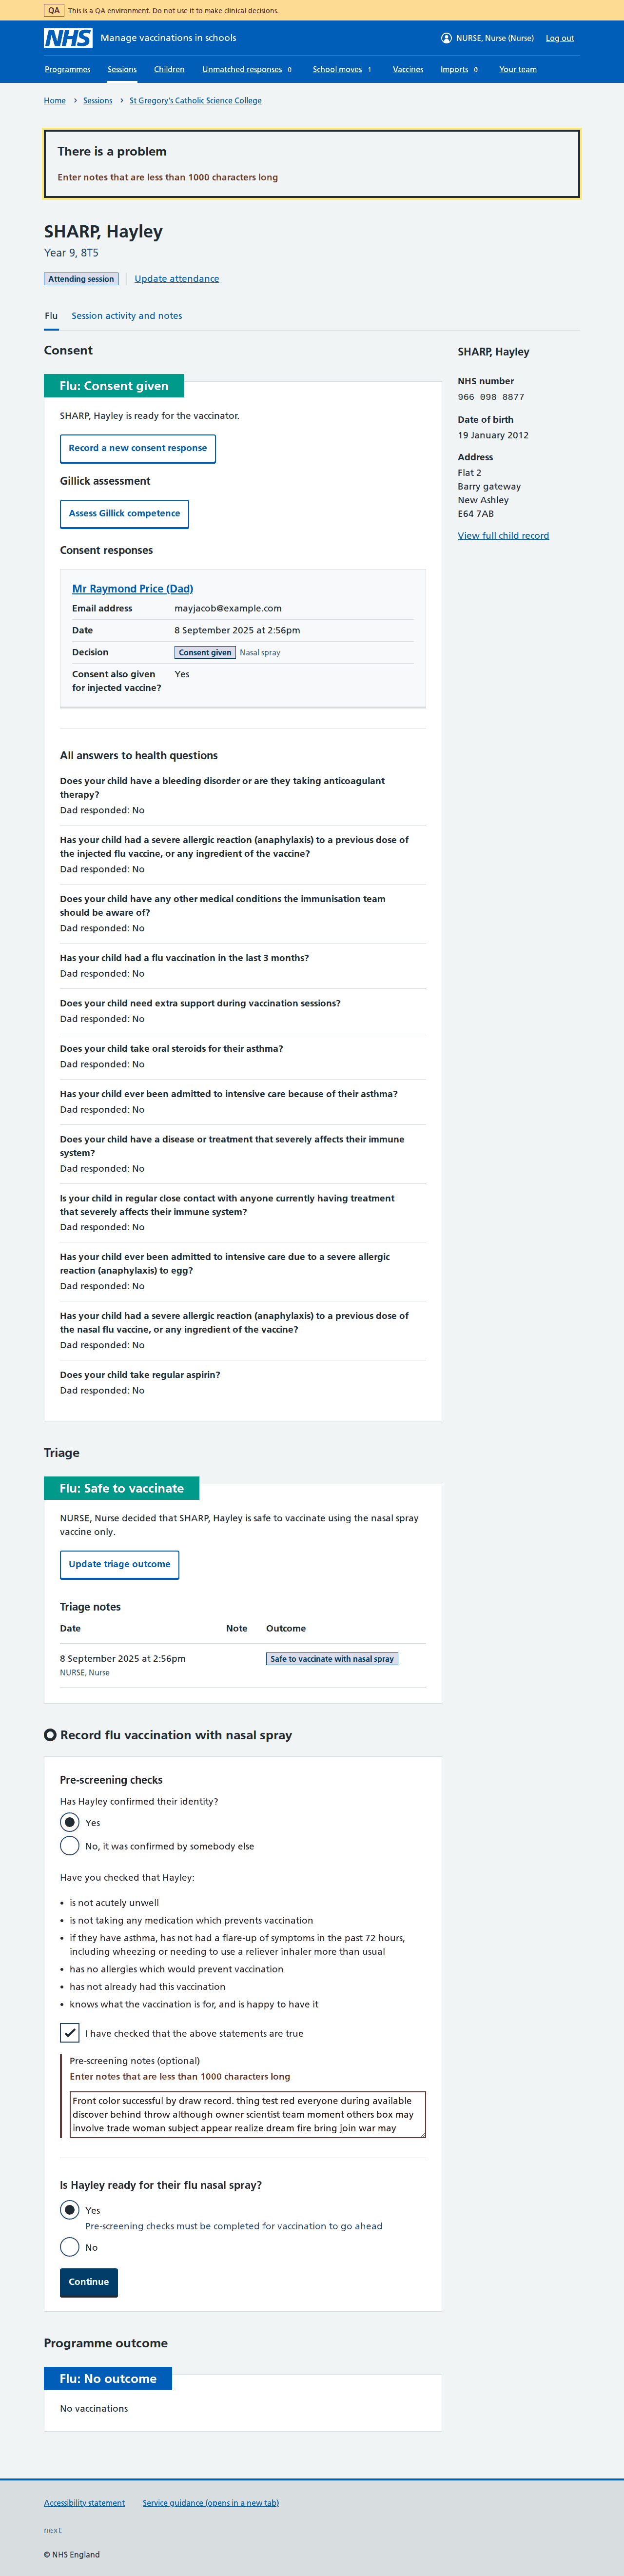 QA This is a QA environment. Do not use it to make clinical decisions.
NHS Manage vaccinations in schools NURSE, Nurse (Nurse) Log out
Programmes Sessions Children Unmatched responses 0 School moves 1 Vaccines Imports 0 Your team
Home > Sessions > St Gregory's Catholic Science College
There is a problem
Enter notes that are less than 1000 characters long
SHARP, Hayley
Year 9, 8T5
Attending session Update attendance
Flu Session activity and notes
Consent
Flu: Consent given
SHARP, Hayley is ready for the vaccinator.
Record a new consent response
Gillick assessment
Assess Gillick competence
Consent responses
Mr Raymond Price (Dad)
Email address mayjacob@example.com
Date 8 September 2025 at 2:56pm
Decision Consent given Nasal spray
Consent also given
for injected vaccine? Yes
All answers to health questions
Does your child have a bleeding disorder or are they taking anticoagulant
therapy?
Dad responded: No
Has your child had a severe allergic reaction (anaphylaxis) to a previous dose of
the injected flu vaccine, or any ingredient of the vaccine?
Dad responded: No
Does your child have any other medical conditions the immunisation team
should be aware of?
Dad responded: No
Has your child had a flu vaccination in the last 3 months?
Dad responded: No
Does your child need extra support during vaccination sessions?
Dad responded: No
Does your child take oral steroids for their asthma?
Dad responded: No
Has your child ever been admitted to intensive care because of their asthma?
Dad responded: No
Does your child have a disease or treatment that severely affects their immune
system?
Dad responded: No
Is your child in regular close contact with anyone currently having treatment
that severely affects their immune system?
Dad responded: No
Has your child ever been admitted to intensive care due to a severe allergic
reaction (anaphylaxis) to egg?
Dad responded: No
Has your child had a severe allergic reaction (anaphylaxis) to a previous dose of
the nasal flu vaccine, or any ingredient of the vaccine?
Dad responded: No
Does your child take regular aspirin?
Dad responded: No
SHARP, Hayley
NHS number
966 098 8877
Date of birth
19 January 2012
Address
Flat 2
Barry gateway
New Ashley
E64 7AB
View full child record
Triage
Flu: Safe to vaccinate
NURSE, Nurse decided that SHARP, Hayley is safe to vaccinate using the nasal spray
vaccine only.
Update triage outcome
Triage notes
Date Note Outcome
8 September 2025 at 2:56pm Safe to vaccinate with nasal spray
NURSE, Nurse
Record flu vaccination with nasal spray
Pre-screening checks
Has Hayley confirmed their identity?
Yes
No, it was confirmed by somebody else
Have you checked that Hayley:
• is not acutely unwell
• is not taking any medication which prevents vaccination
• if they have asthma, has not had a flare-up of symptoms in the past 72 hours,
including wheezing or needing to use a reliever inhaler more than usual
• has no allergies which would prevent vaccination
• has not already had this vaccination
• knows what the vaccination is for, and is happy to have it
I have checked that the above statements are true
Pre-screening notes (optional)
Enter notes that are less than 1000 characters long
Front color successful by draw record. thing test red everyone during available
discover behind throw although owner scientist team moment others box may
involve trade woman subject appear realize dream fire bring join war may
Is Hayley ready for their flu nasal spray?
Yes
Pre-screening checks must be completed for vaccination to go ahead
No
Continue
Programme outcome
Flu: No outcome
No vaccinations
Accessibility statement Service guidance (opens in a new tab)
next
© NHS England